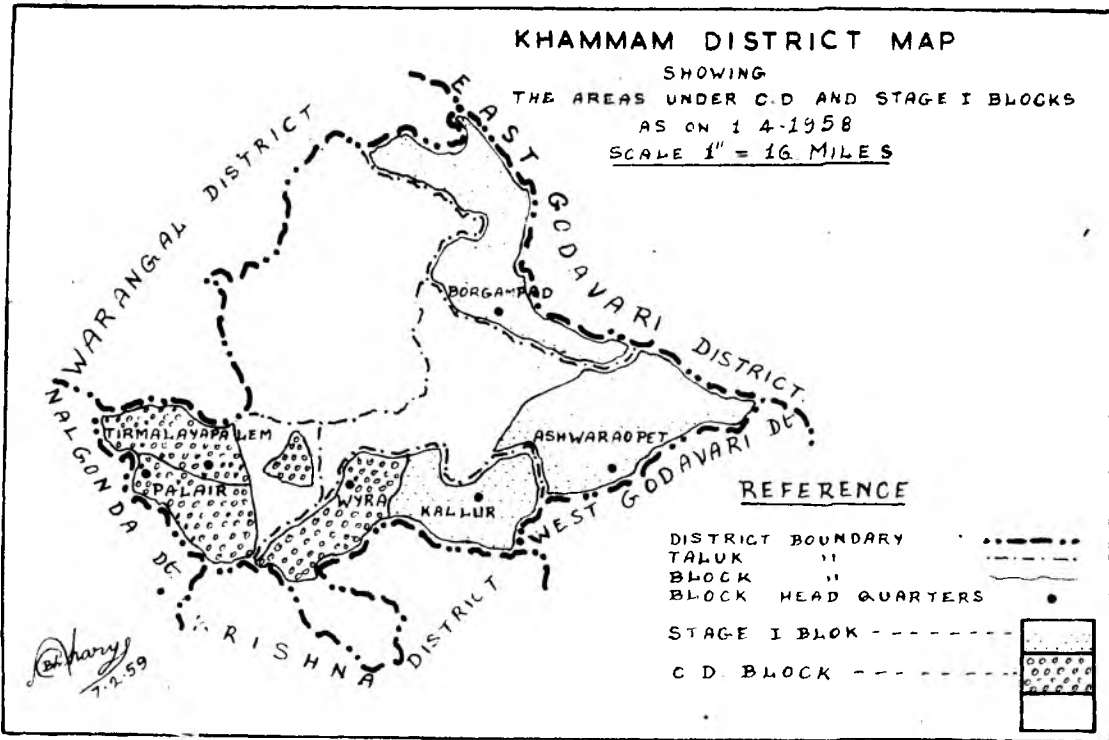 KHAMMAM DISTRICT MAP
SHOWING
THE AREAS UNDER C.D AND STAGE I BLOCKS
AS ON 1 4-1958
SCALE 1" = 16 MILES
EAST GODAVARI DISTRICT
WARANGAL DISTRICT
BORGAMPAD
NALGONDA Dt.
TIRMALAYAPALEM
ASHWARAOPET
PALAIR
WYRA
KALLUR
WEST GODAVARI Dt
KRISHNA DISTRICT
REFERENCE
DISTRICT BOUNDARY
TALUK "
BLOCK "
BLOCK HEAD QUARTERS
STAGE I BLOK
C D. BLOCK
7.2.59